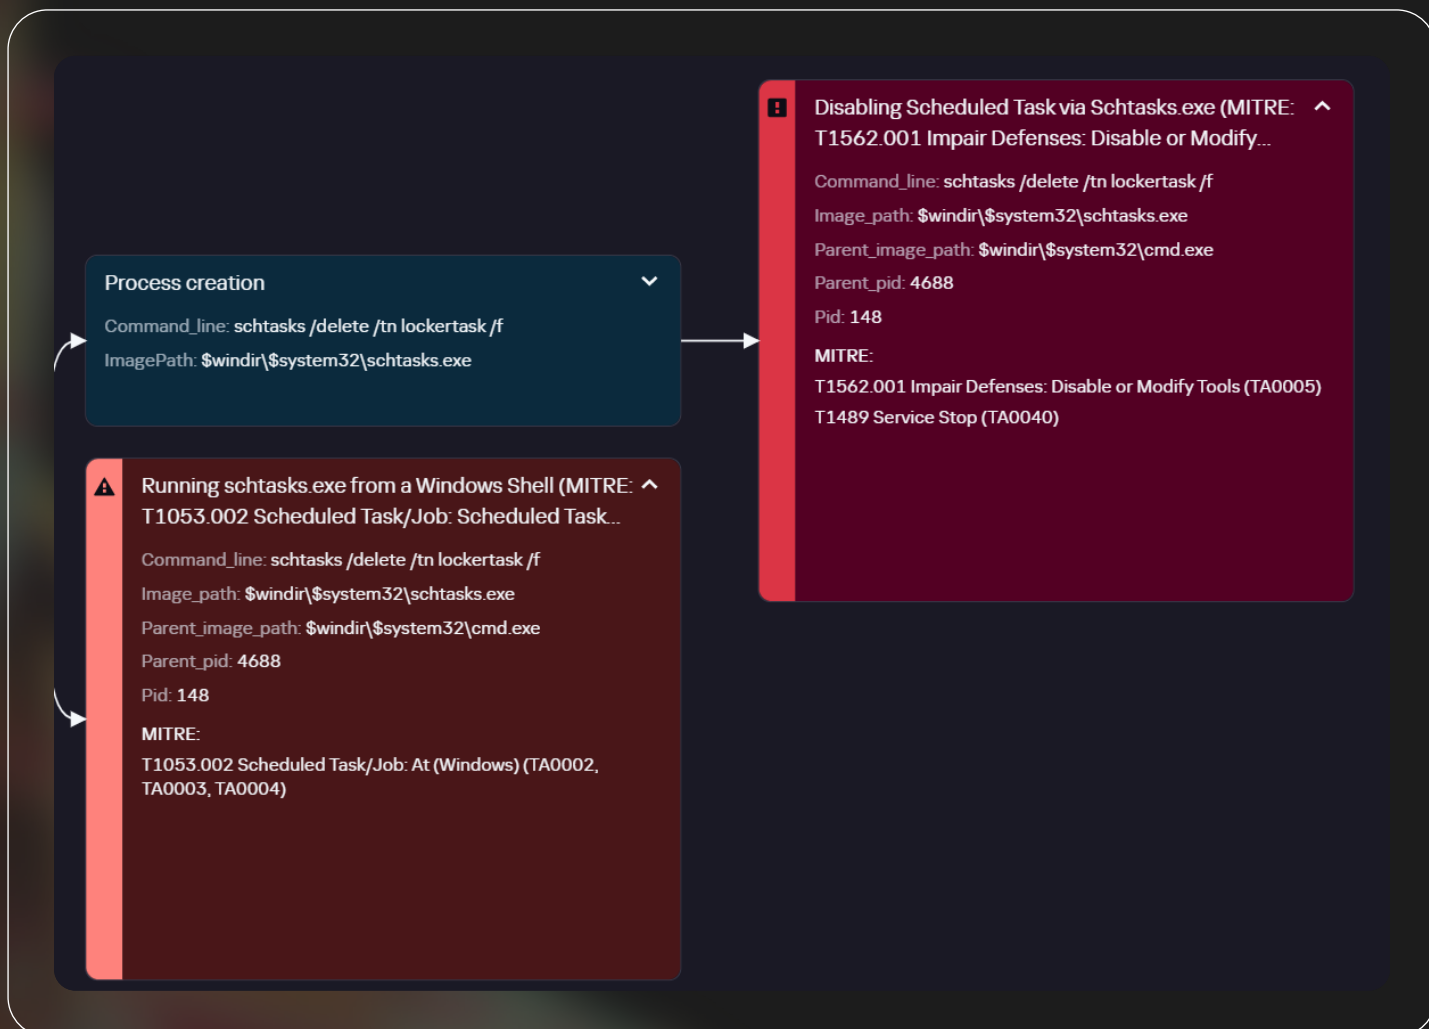 Process creation
Command_line: schtasks /delete /tn lockertask /f
ImagePath: $windir\$system32\schtasks.exe
Running schtasks.exe from a Windows Shell (MITRE:
T1053.002 Scheduled Task/Job: Scheduled Task...
Command_line: schtasks /delete /tn lockertask /f
Image_path: $windir\$system32\schtasks.exe
Parent_image_path: $windir\$system32\cmd.exe
Parent_pid: 4688
Pid: 148
MITRE:
T1053.002 Scheduled Task/Job: At (Windows) (TA0002,
TA0003, TA0004)
Disabling Scheduled Task via Schtasks.exe (MITRE:
T1562.001 Impair Defenses: Disable or Modify...
Command_line: schtasks /delete /tn lockertask /f
Image_path: $windir\$system32\schtasks.exe
Parent_image_path: $windir\$system32\cmd.exe
Parent_pid: 4688
Pid: 148
MITRE:
T1562.001 Impair Defenses: Disable or Modify Tools (TA0005)
T1489 Service Stop (TA0040)